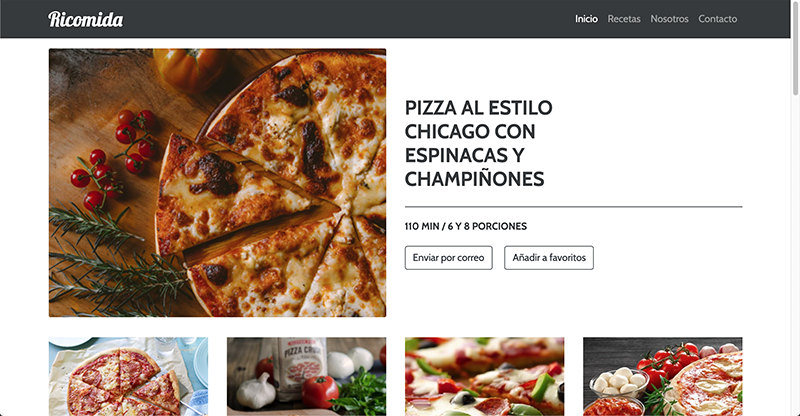 Ricomida
Inicio Recetas Nosotros Contacto
PIZZA AL ESTILO
CHICAGO CON
ESPINACAS Y
CHAMPIÑONES
110 MIN / 6 Y 8 PORCIONES
Enviar por correo Añadir a favoritos
PIZZA CRUST